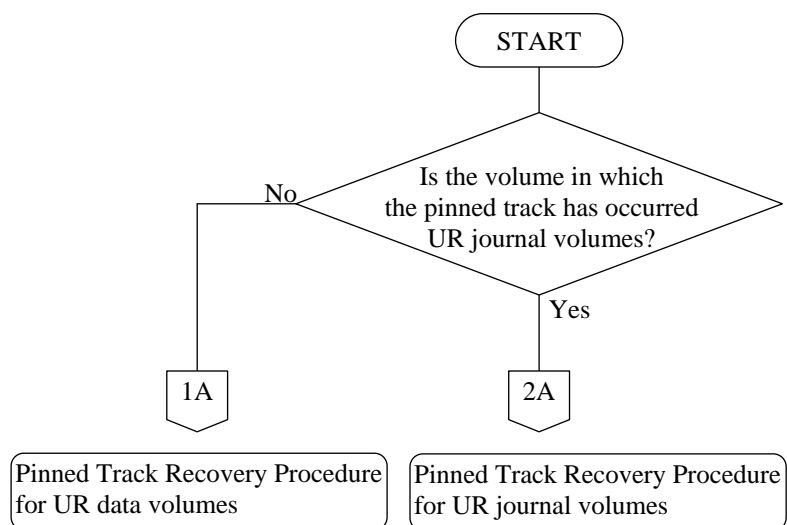 START
Is the volume in which
the pinned track has occurred
UR journal volumes?
No
Yes
1A
2A
Pinned Track Recovery Procedure
for UR data volumes
Pinned Track Recovery Procedure
for UR journal volumes